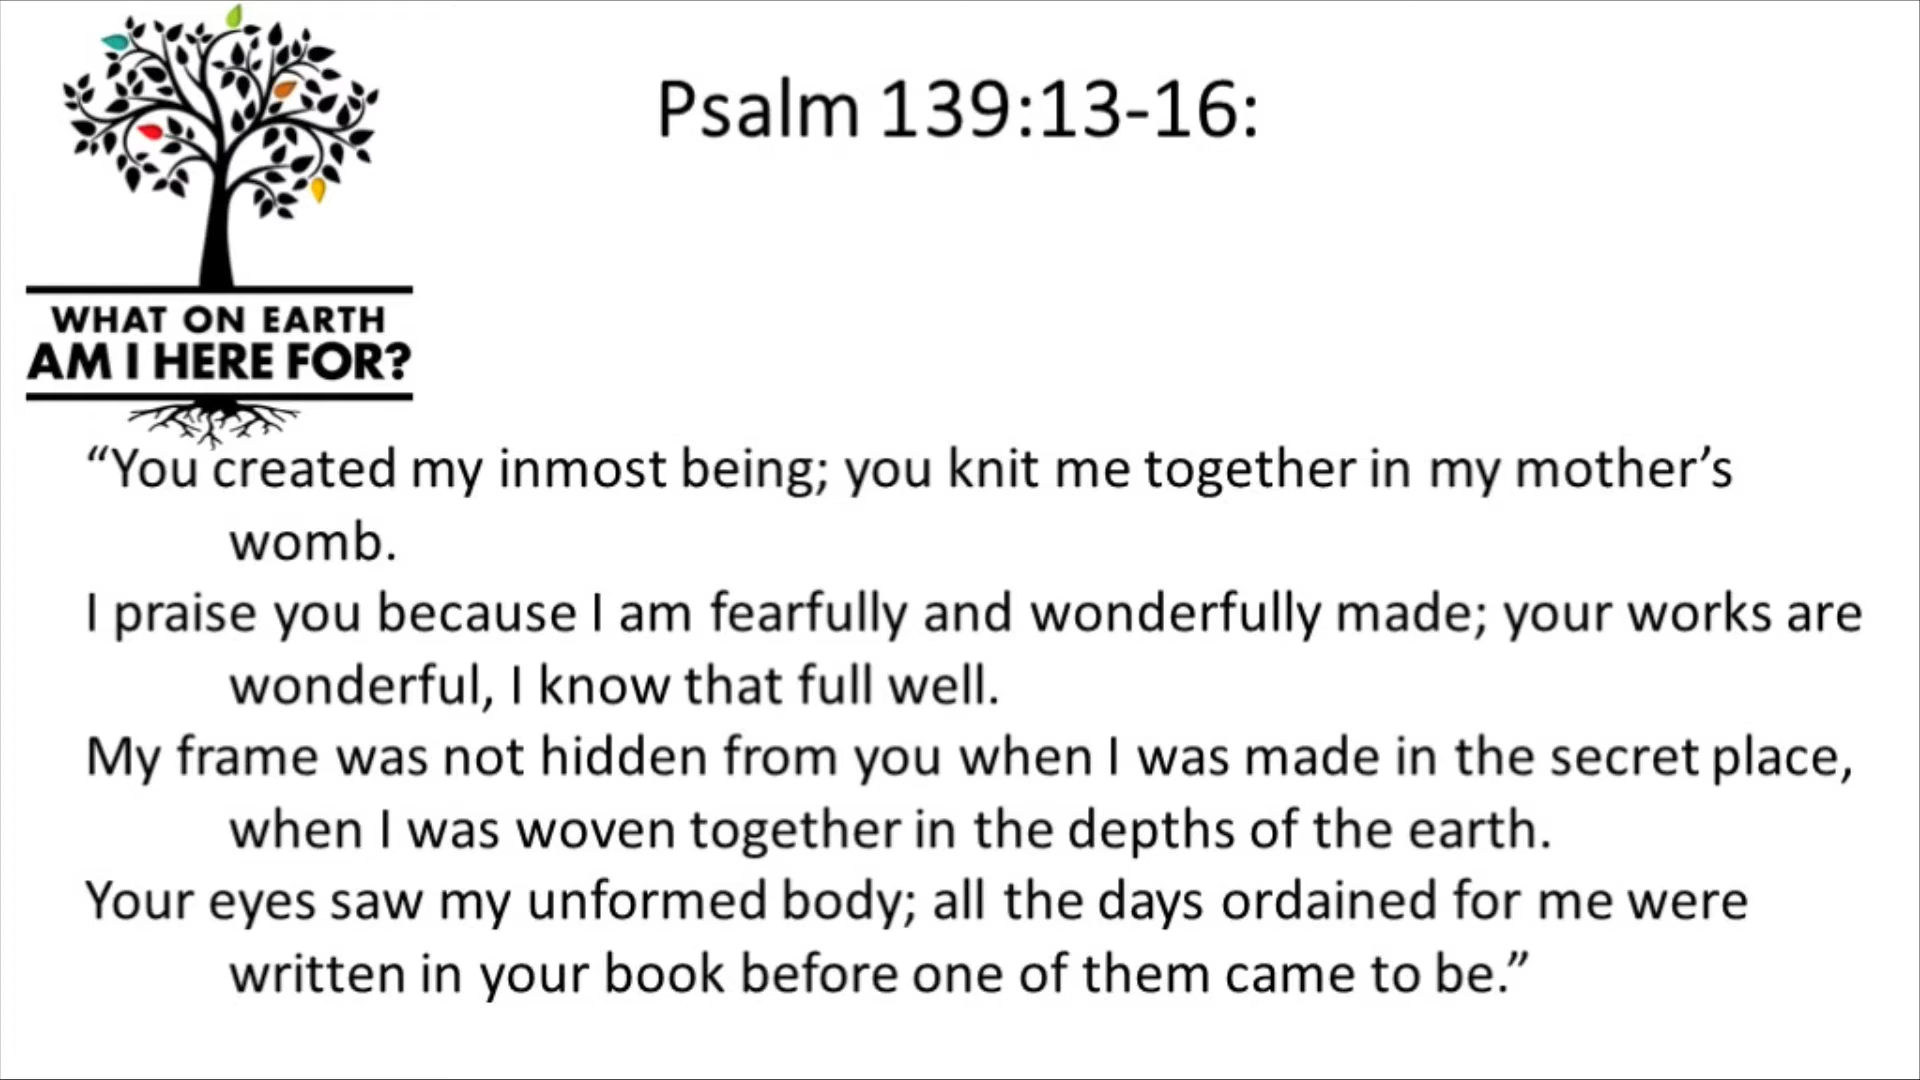 Psalm 139:13-16:
WHAT ON EARTH
AM I HERE FOR?
“You created my inmost being; you knit me together in my mother’s
womb.
I praise you because I am fearfully and wonderfully made; your works are
wonderful, I know that full well.
My frame was not hidden from you when I was made in the secret place,
when I was woven together in the depths of the earth.
Your eyes saw my unformed body; all the days ordained for me were
written in your book before one of them came to be.”